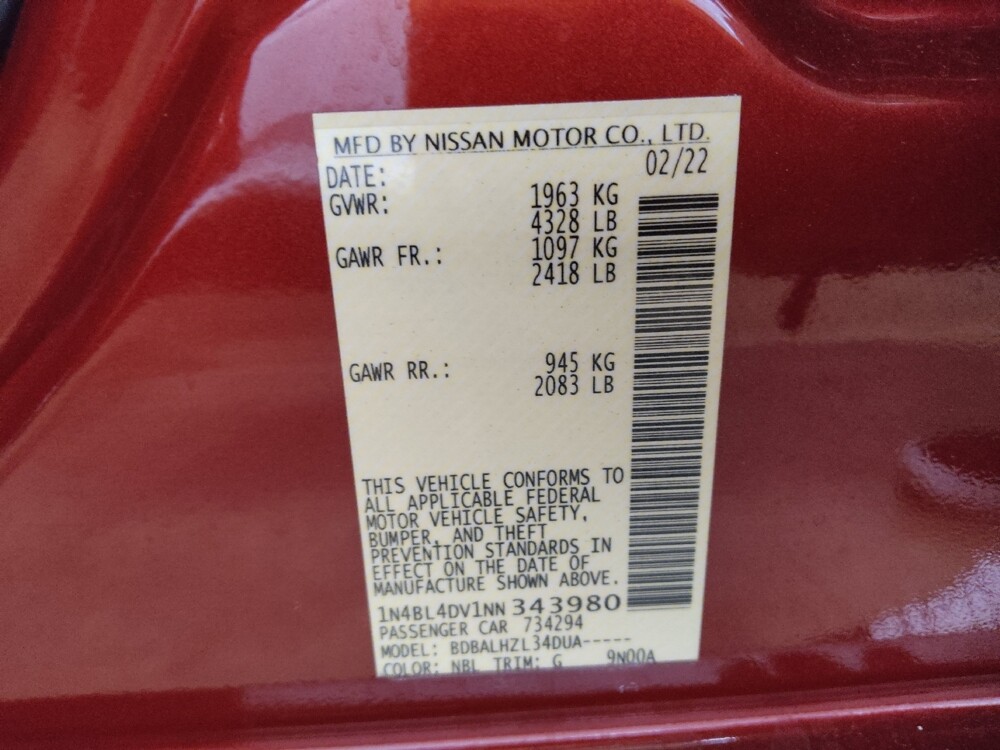 MFD BY NISSAN MOTOR CO., LTD.
DATE: 02/22
GVWR: 1963 KG
4328 LB
GAWR FR.: 1097 KG
2418 LB
GAWR RR.: 945 KG
2083 LB
THIS VEHICLE CONFORMS TO
ALL APPLICABLE FEDERAL
MOTOR VEHICLE SAFETY,
BUMPER, AND THEFT
PREVENTION STANDARDS IN
EFFECT ON THE DATE OF
MANUFACTURE SHOWN ABOVE.
1N4BL4DV1NN343980
PASSENGER CAR 734294
MODEL: BDBALHZL34DUA-----
COLOR: NBL TRIM: G 9N00A